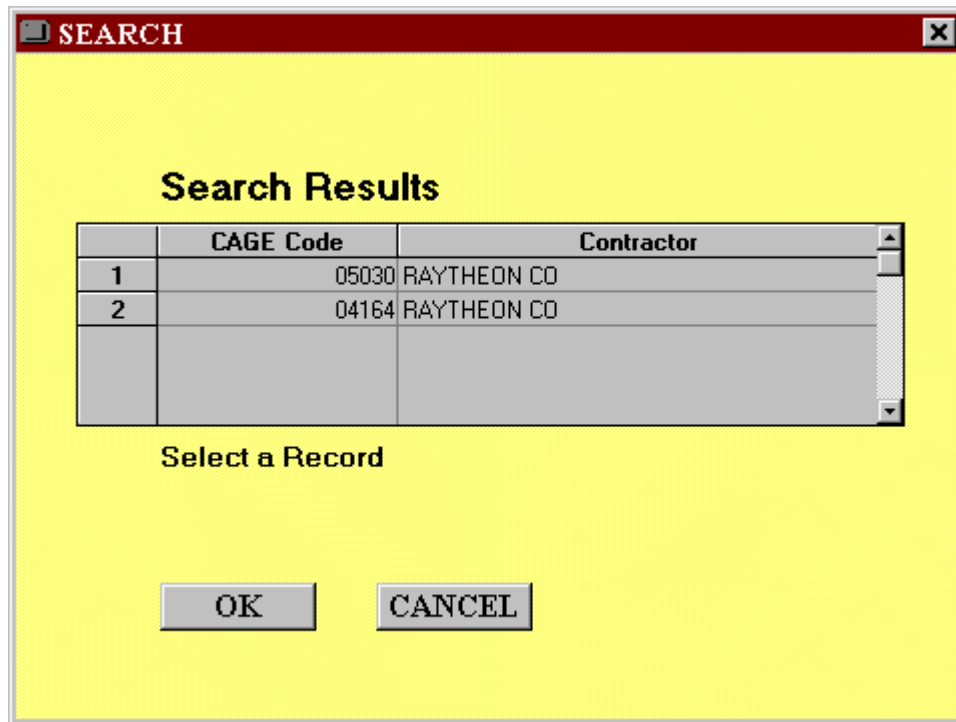 SEARCH
Search Results
CAGE Code Contractor
1 05030 RAYTHEON CO
2 04164 RAYTHEON CO
Select a Record
OK CANCEL